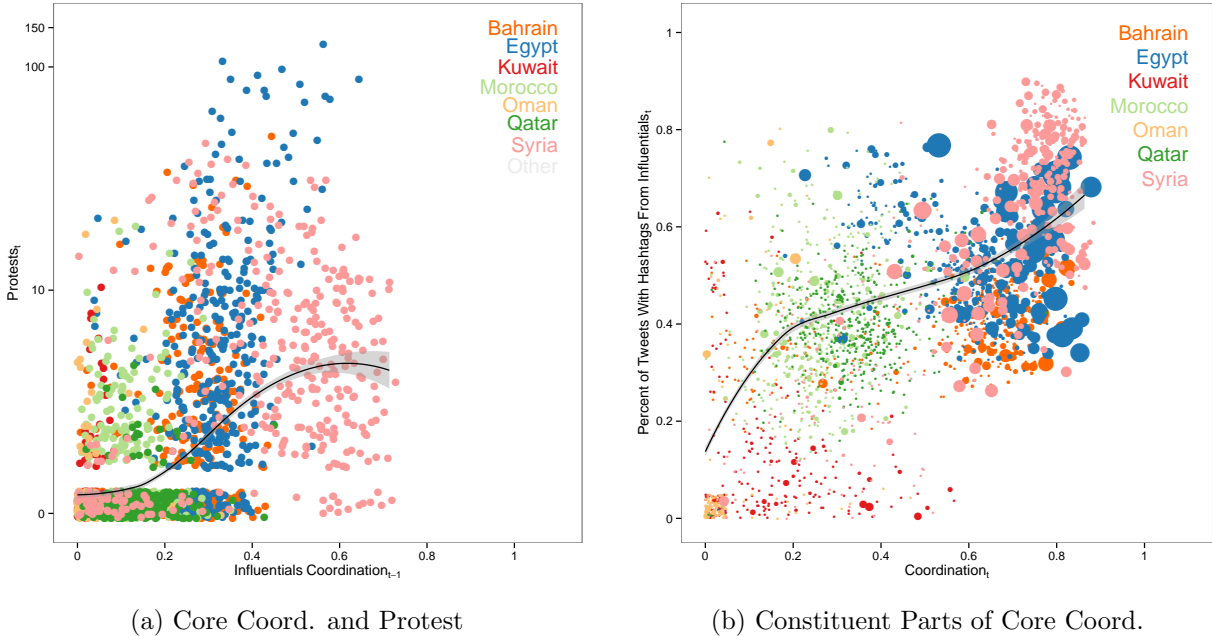 150
100
10
0
Protests_t
Bahrain
Egypt
Kuwait
Morocco
Oman
Qatar
Syria
Other
0
0.2
0.4
0.6
0.8
1
Influentials Coordination_t−1
(a) Core Coord. and Protest
1
0.8
0.6
0.4
0.2
0
Percent of Tweets With Hashtags From Influentials_t
Bahrain
Egypt
Kuwait
Morocco
Oman
Qatar
Syria
0
0.2
0.4
0.6
0.8
1
Coordination_t
(b) Constituent Parts of Core Coord.